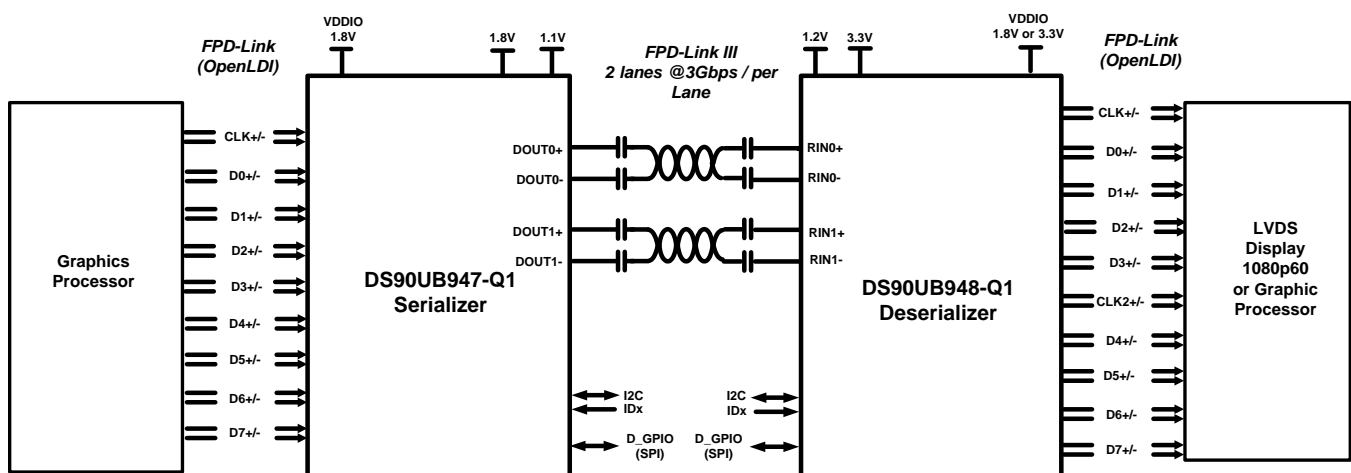 VDDIO
1.8V
1.8V
1.1V
FPD-Link
(OpenLDI)
FPD-Link III
2 lanes @3Gbps / per
Lane
1.2V
3.3V
VDDIO
1.8V or 3.3V
FPD-Link
(OpenLDI)
Graphics
Processor
CLK+/-
D0+/-
D1+/-
D2+/-
D3+/-
D4+/-
D5+/-
D6+/-
D7+/-
DS90UB947-Q1
Serializer
DOUT0+
DOUT0-
DOUT1+
DOUT1-
I2C
IDx
D_GPIO
(SPI)
RIN0+
RIN0-
RIN1+
RIN1-
I2C
IDx
D_GPIO
(SPI)
DS90UB948-Q1
Deserializer
CLK+/-
D0+/-
D1+/-
D2+/-
D3+/-
CLK2+/-
D4+/-
D5+/-
D6+/-
D7+/-
LVDS
Display
1080p60
or Graphic
Processor